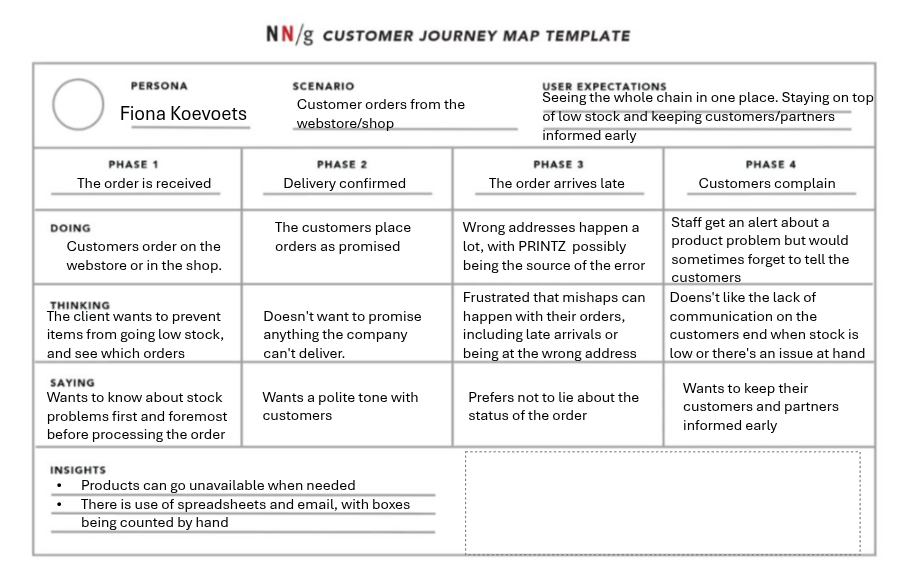 NN/g CUSTOMER JOURNEY MAP TEMPLATE
PERSONA
Fiona Koevoets
SCENARIO
Customer orders from the
webstore/shop
USER EXPECTATIONS
Seeing the whole chain in one place. Staying on top
of low stock and keeping customers/partners
informed early
PHASE 1
The order is received
PHASE 2
Delivery confirmed
PHASE 3
The order arrives late
PHASE 4
Customers complain
DOING
Customers order on the
webstore or in the shop.
The customers place
orders as promised
Wrong addresses happen a
lot, with PRINTZ possibly
being the source of the error
Staff get an alert about a
product problem but would
sometimes forget to tell the
customers
THINKING
The client wants to prevent
items from going low stock,
and see which orders
Doesn't want to promise
anything the company
can't deliver.
Frustrated that mishaps can
happen with their orders,
including late arrivals or
being at the wrong address
Doens't like the lack of
communication on the
customers end when stock is
low or there's an issue at hand
SAYING
Wants to know about stock
problems first and foremost
before processing the order
Wants a polite tone with
customers
Prefers not to lie about the
status of the order
Wants to keep their
customers and partners
informed early
INSIGHTS
• Products can go unavailable when needed
• There is use of spreadsheets and email, with boxes
being counted by hand